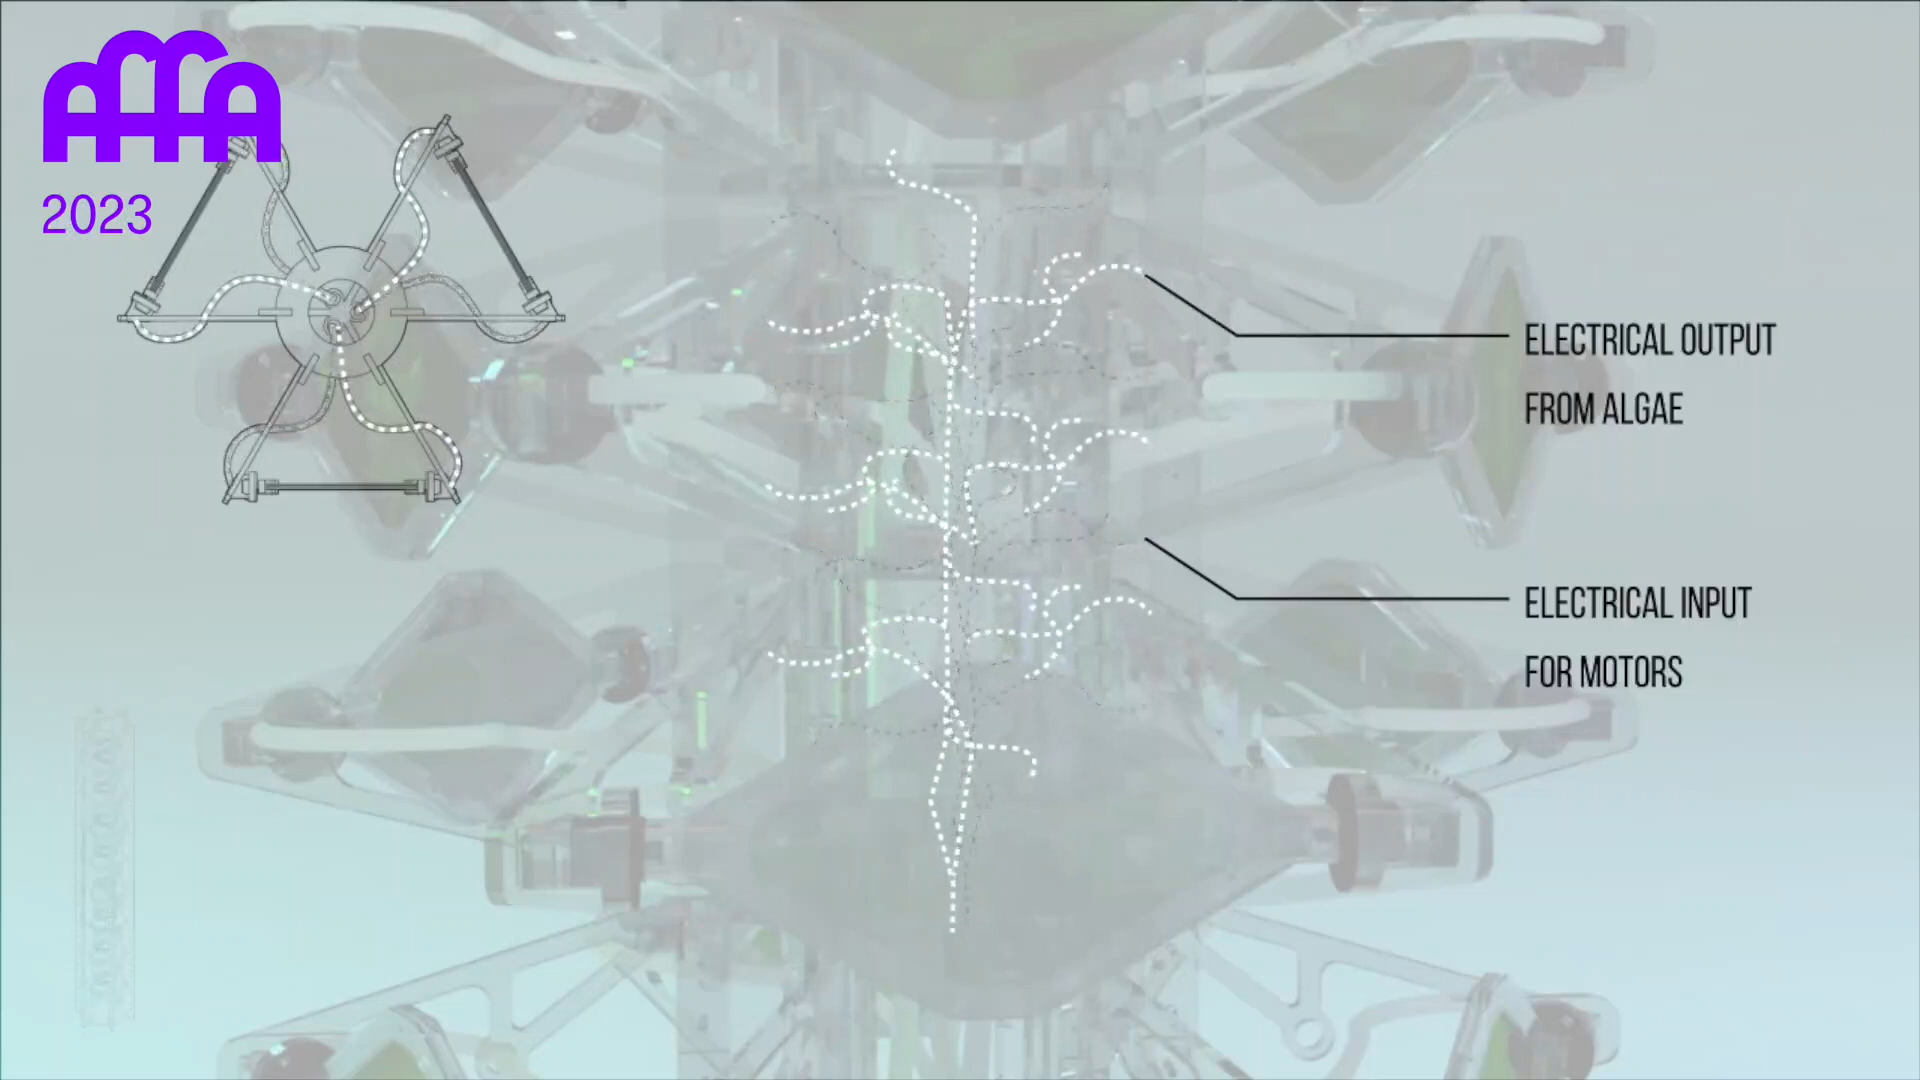 AFFA
2023
ELECTRICAL OUTPUT
FROM ALGAE
ELECTRICAL INPUT
FOR MOTORS